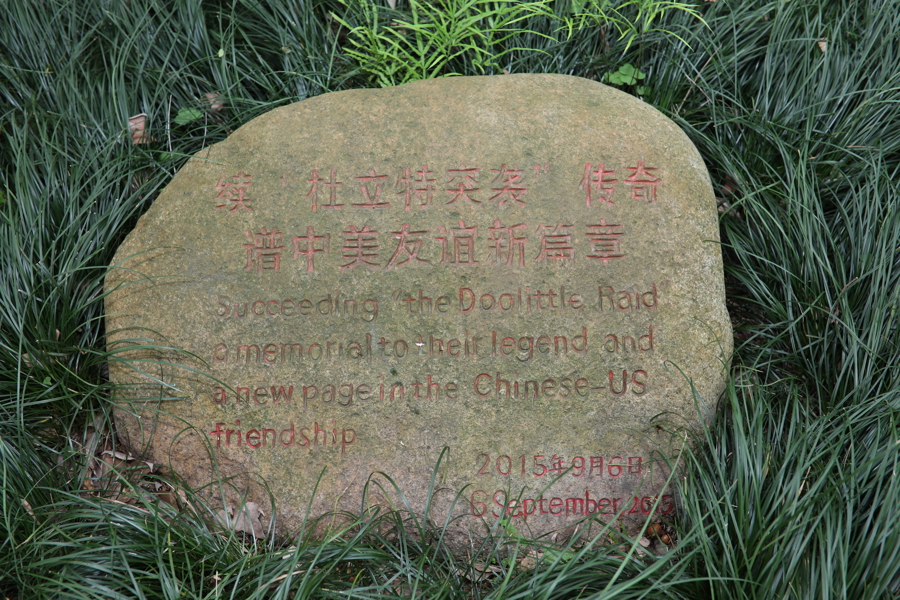 续“杜立特突袭”传奇
谱中美友谊新篇章
Succeeding "the Doolittle Raid"
a memorial to their legend and
a new page in the Chinese-US
friendship
2015年9月6日
6 September 2015